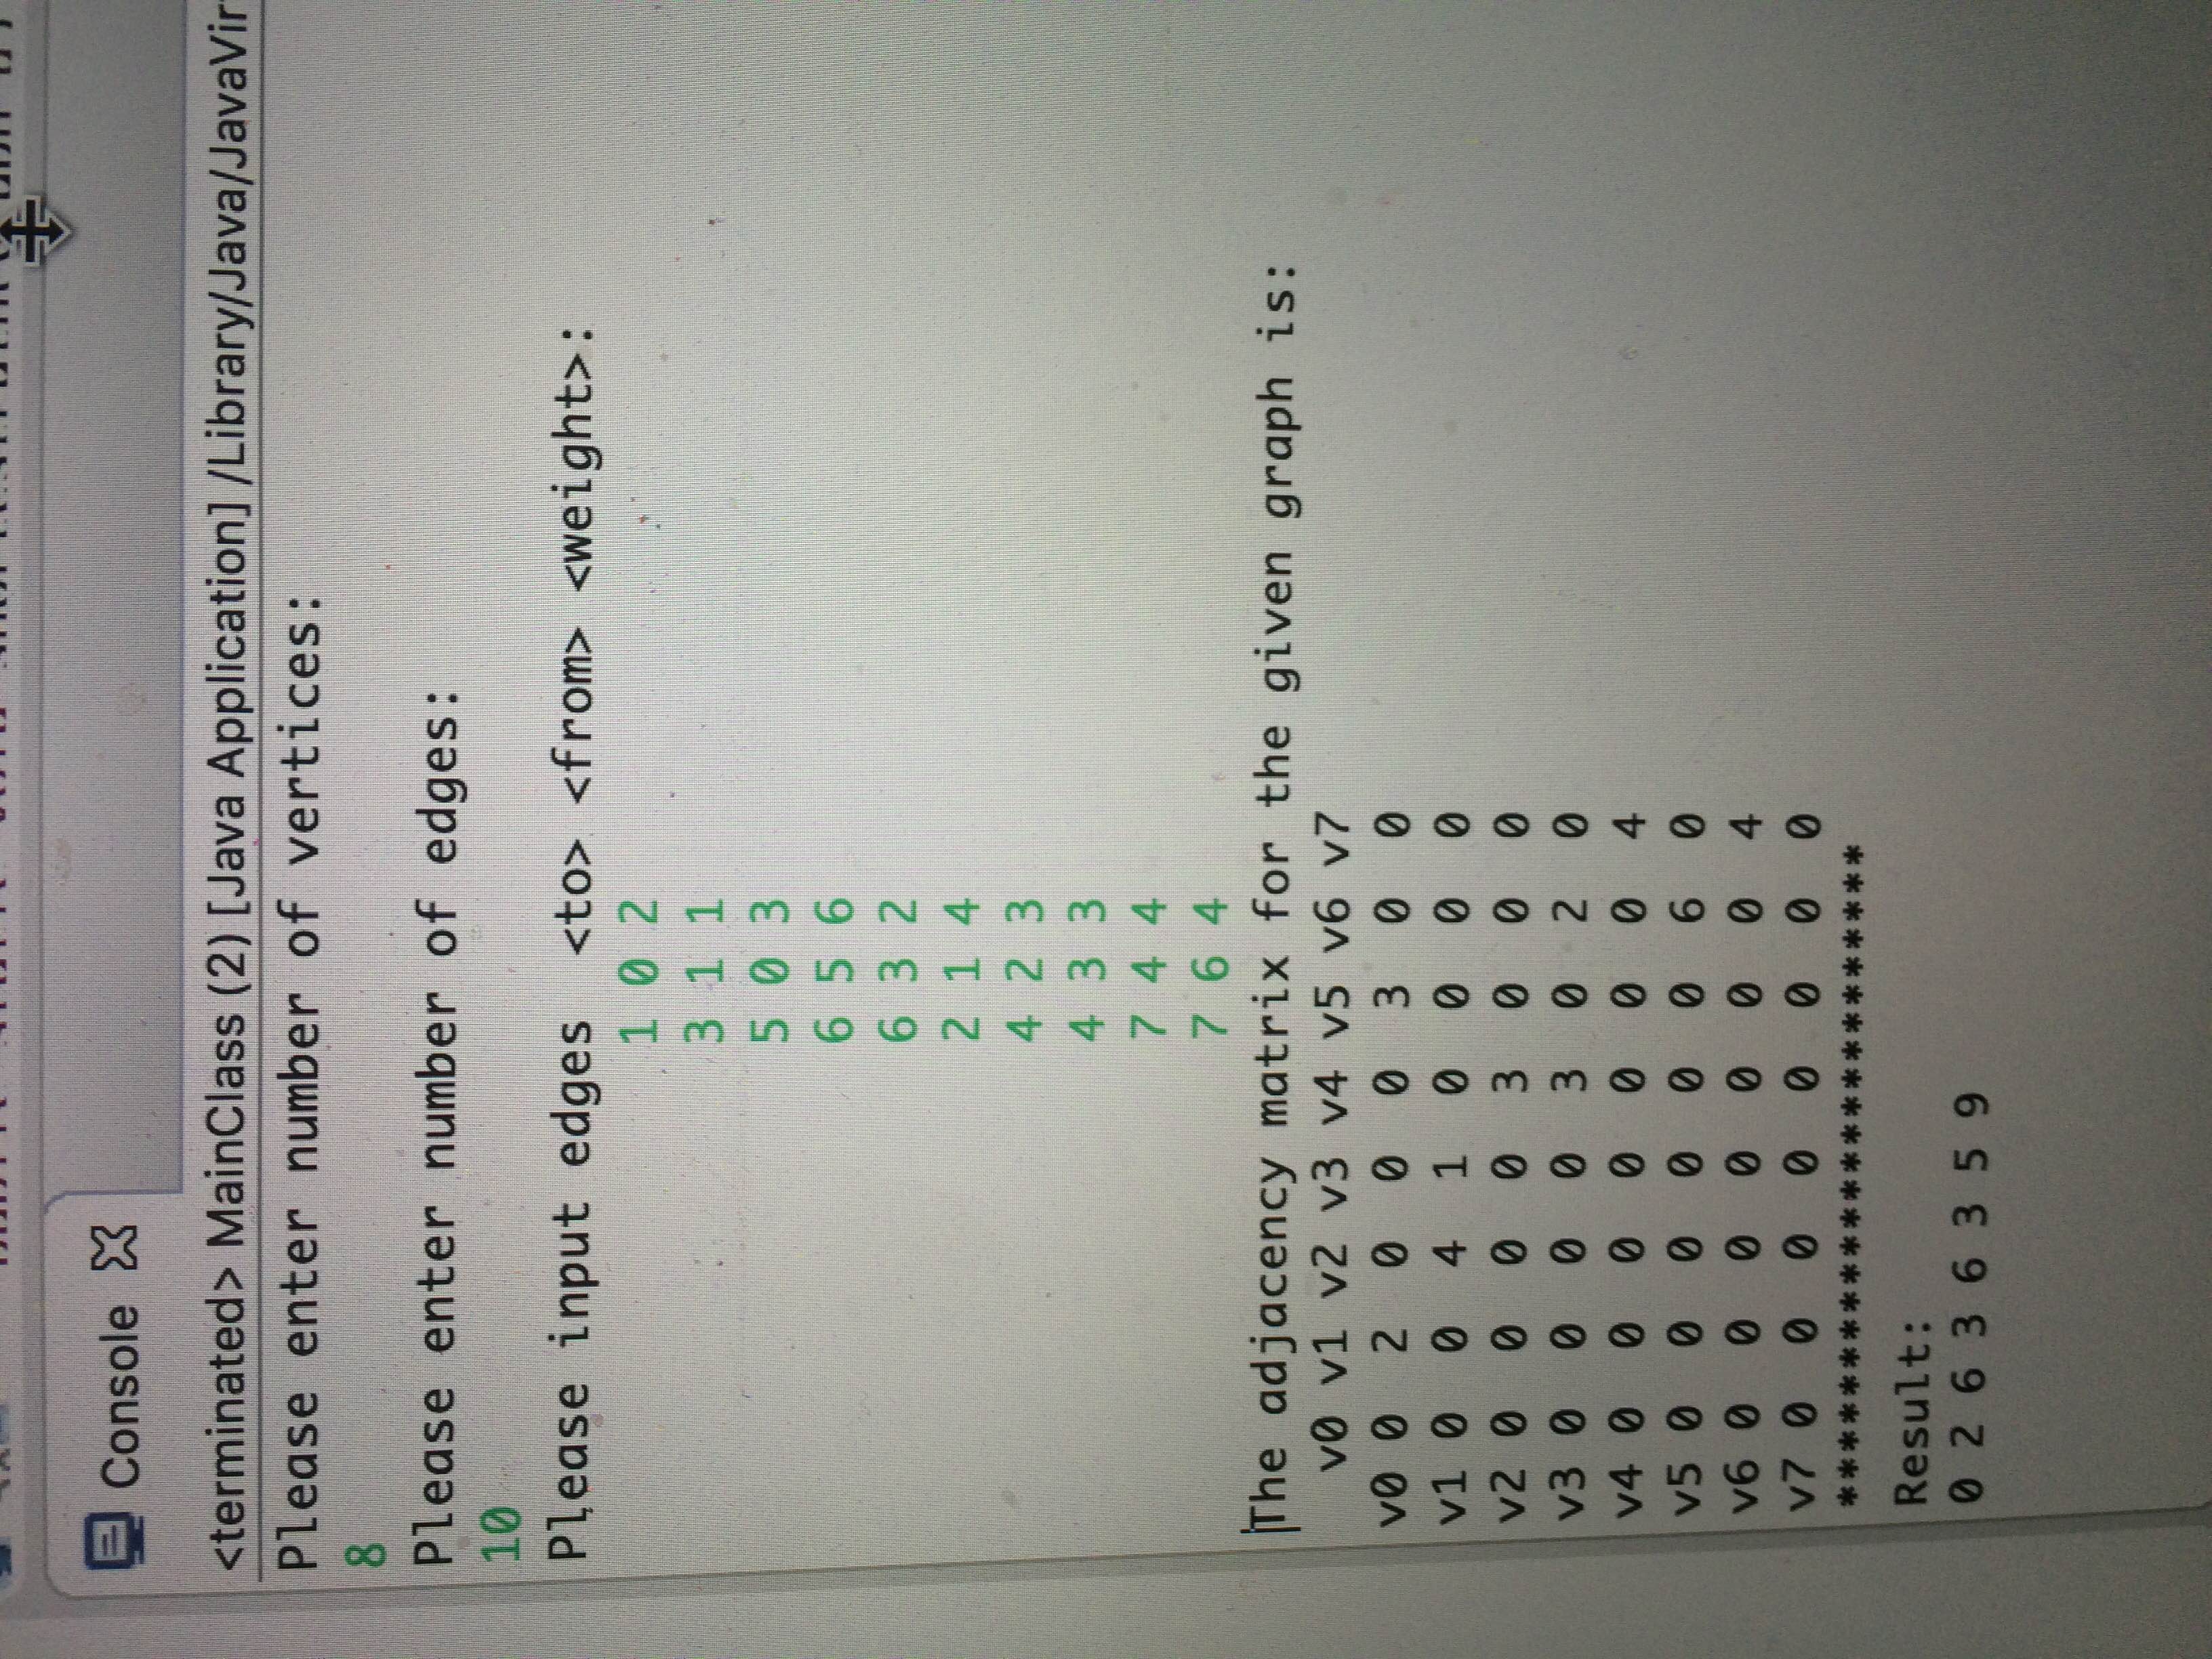 Console
<terminated> MainClass (2) [Java Application] /Library/Java/JavaVir
Please enter number of vertices:
8
Please enter number of edges:
10
Please input edges  <to> <from> <weight>:
1 0 2
3 1 1
5 0 3
6 5 6
6 3 2
2 1 4
4 2 3
4 3 3
7 4 4
7 6 4
The adjacency matrix for the given graph is:
v0 v1 v2 v3 v4 v5 v6 v7
v0 0 2 0 0 0 3 0 0
v1 0 0 4 1 0 0 0 0
v2 0 0 0 0 3 0 0 0
v3 0 0 0 0 3 0 2 0
v4 0 0 0 0 0 0 0 4
v5 0 0 0 0 0 0 6 0
v6 0 0 0 0 0 0 0 4
v7 0 0 0 0 0 0 0 0
************************
Result:
0 2 6 3 6 3 5 9